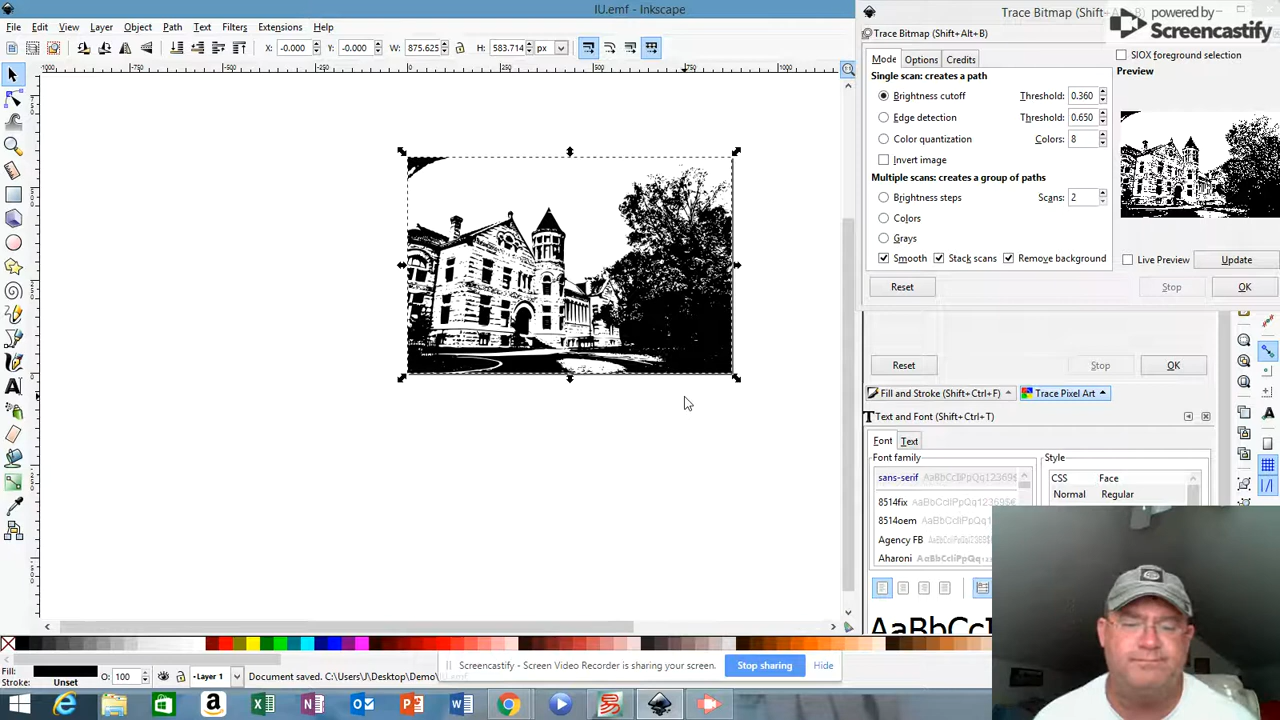 IU.emf - Inkscape
Trace Bitmap (Shift+Alt+B)
powered by
Screencastify
File Edit View Layer Object Path Text Filters Extensions Help
X: -0.000 Y: -0.000 W: 875.625 H: 583.714 px
Trace Bitmap (Shift+Alt+B)
SIOX foreground selection
Mode Options Credits
Preview
Single scan: creates a path
Brightness cutoff Threshold: 0.360
Edge detection Threshold: 0.650
Color quantization Colors: 8
Invert image
Multiple scans: creates a group of paths
Brightness steps Scans: 2
Colors
Grays
Smooth Stack scans Remove background
Live Preview Update
Reset Stop OK
Reset Stop OK
Fill and Stroke (Shift+Ctrl+F) Trace Pixel Art
Text and Font (Shift+Ctrl+T)
Font Text
Font family Style
sans-serif AaBbCcIiPpQq12369$€
CSS Face
8514fix
Normal Regular
8514oem
Agency FB
Aharoni
AaBbCcIi
Fill:
Stroke: Unset
O: 100
Layer 1
Document saved. C:\Users\J\Desktop\Demo\IU.emf
Screencastify - Screen Video Recorder is sharing your screen. Stop sharing Hide